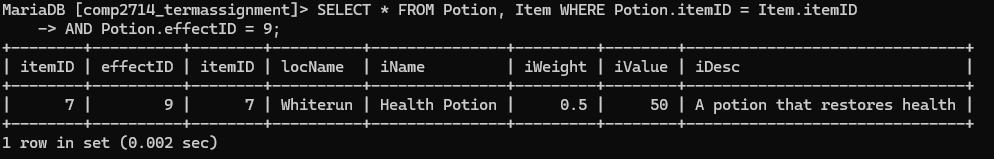 MariaDB [comp2714_termassignment]> SELECT * FROM Potion, Item WHERE Potion.itemID = Item.itemID
    -> AND Potion.effectID = 9;
+--------+----------+--------+----------+---------------+---------+--------+------------------------------+
| itemID | effectID | itemID | locName  | iName         | iWeight | iValue | iDesc                        |
+--------+----------+--------+----------+---------------+---------+--------+------------------------------+
|      7 |        9 |      7 | Whiterun | Health Potion |     0.5 |     50 | A potion that restores health |
+--------+----------+--------+----------+---------------+---------+--------+------------------------------+
1 row in set (0.002 sec)